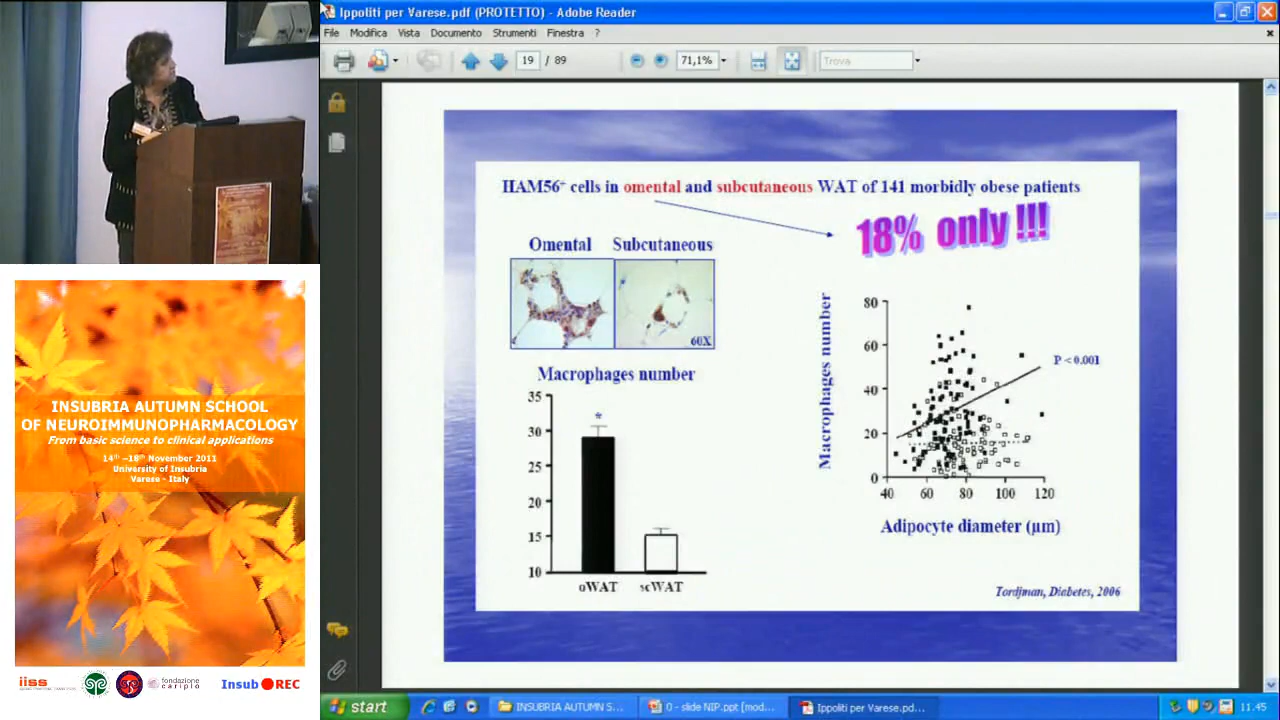 Ippoliti per Varese.pdf (PROTETTO) - Adobe Reader
File Modifica Vista Documento Strumenti Finestra ?
19 / 89 71,1% Trova
HAM56+ cells in omental and subcutaneous WAT of 141 morbidly obese patients
18% only !!!
Omental Subcutaneous
60X
Macrophages number
35
30
25
20
15
10
*
oWAT scWAT
Macrophages number
80
60
40
20
0
P < 0.001
40 60 80 100 120
Adipocyte diameter (µm)
Tordjman, Diabetes, 2006
INSUBRIA AUTUMN SCHOOL
OF NEUROIMMUNOPHARMACOLOGY
From basic science to clinical applications
14th –18th November 2011
University of Insubria
Varese - Italy
iiss
fondazione
cariplo
Insub REC
start
INSUBRIA AUTUMN S...
0 - slide NIP.ppt [mod...
Ippoliti per Varese.pd...
11.45